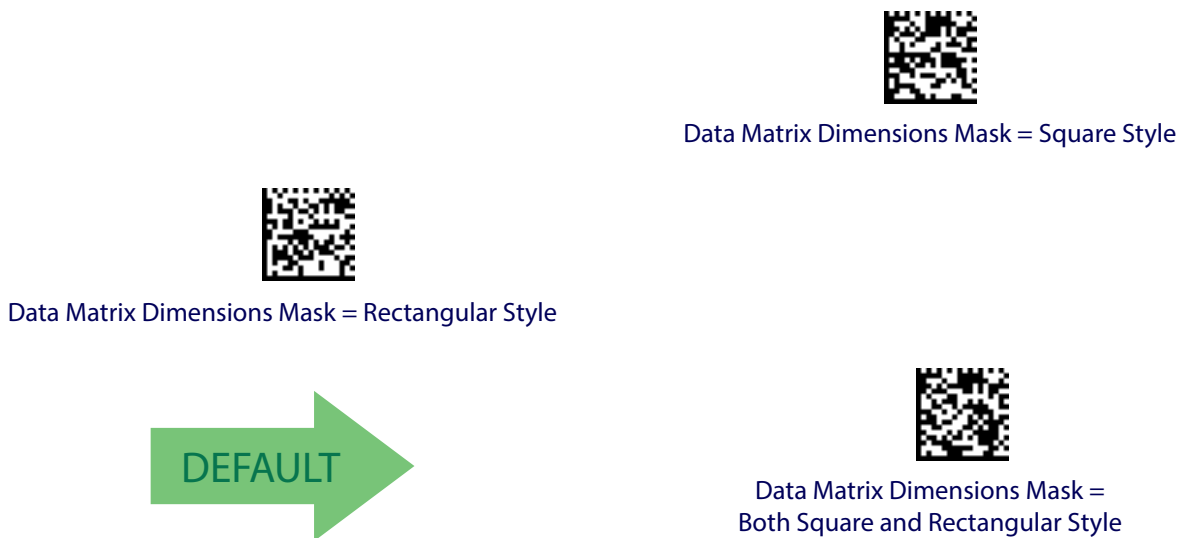 Data Matrix Dimensions Mask = Square Style
Data Matrix Dimensions Mask = Rectangular Style
DEFAULT
Data Matrix Dimensions Mask =
Both Square and Rectangular Style